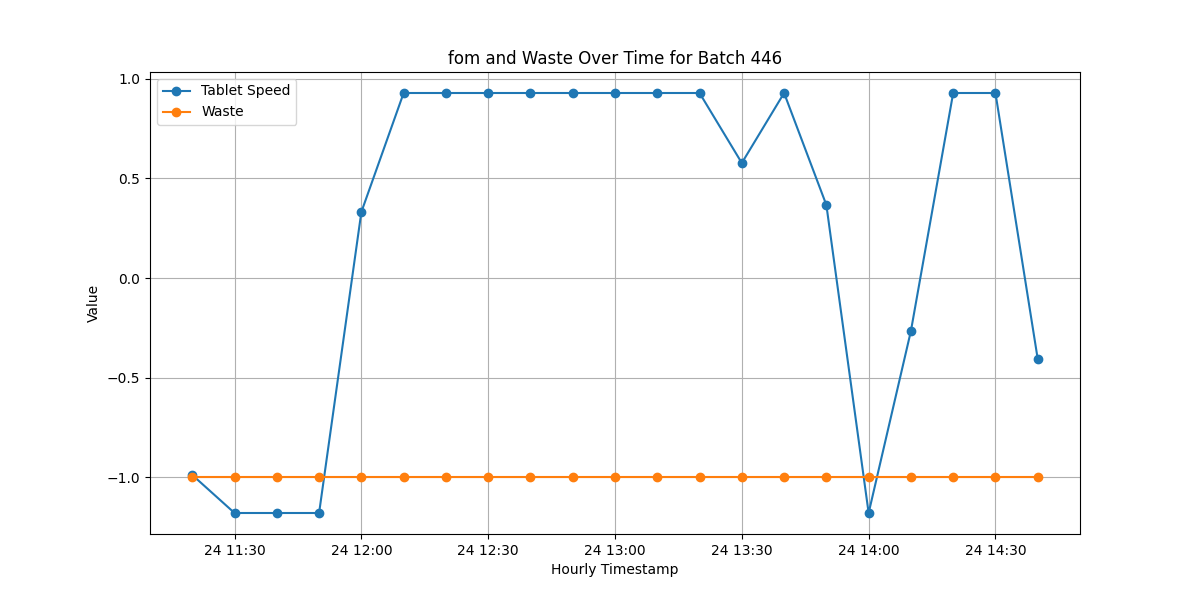 fom and Waste Over Time for Batch 446
Tablet Speed
Waste
1.0
0.5
0.0
−0.5
−1.0
Value
24 11:30 24 12:00 24 12:30 24 13:00 24 13:30 24 14:00 24 14:30
Hourly Timestamp